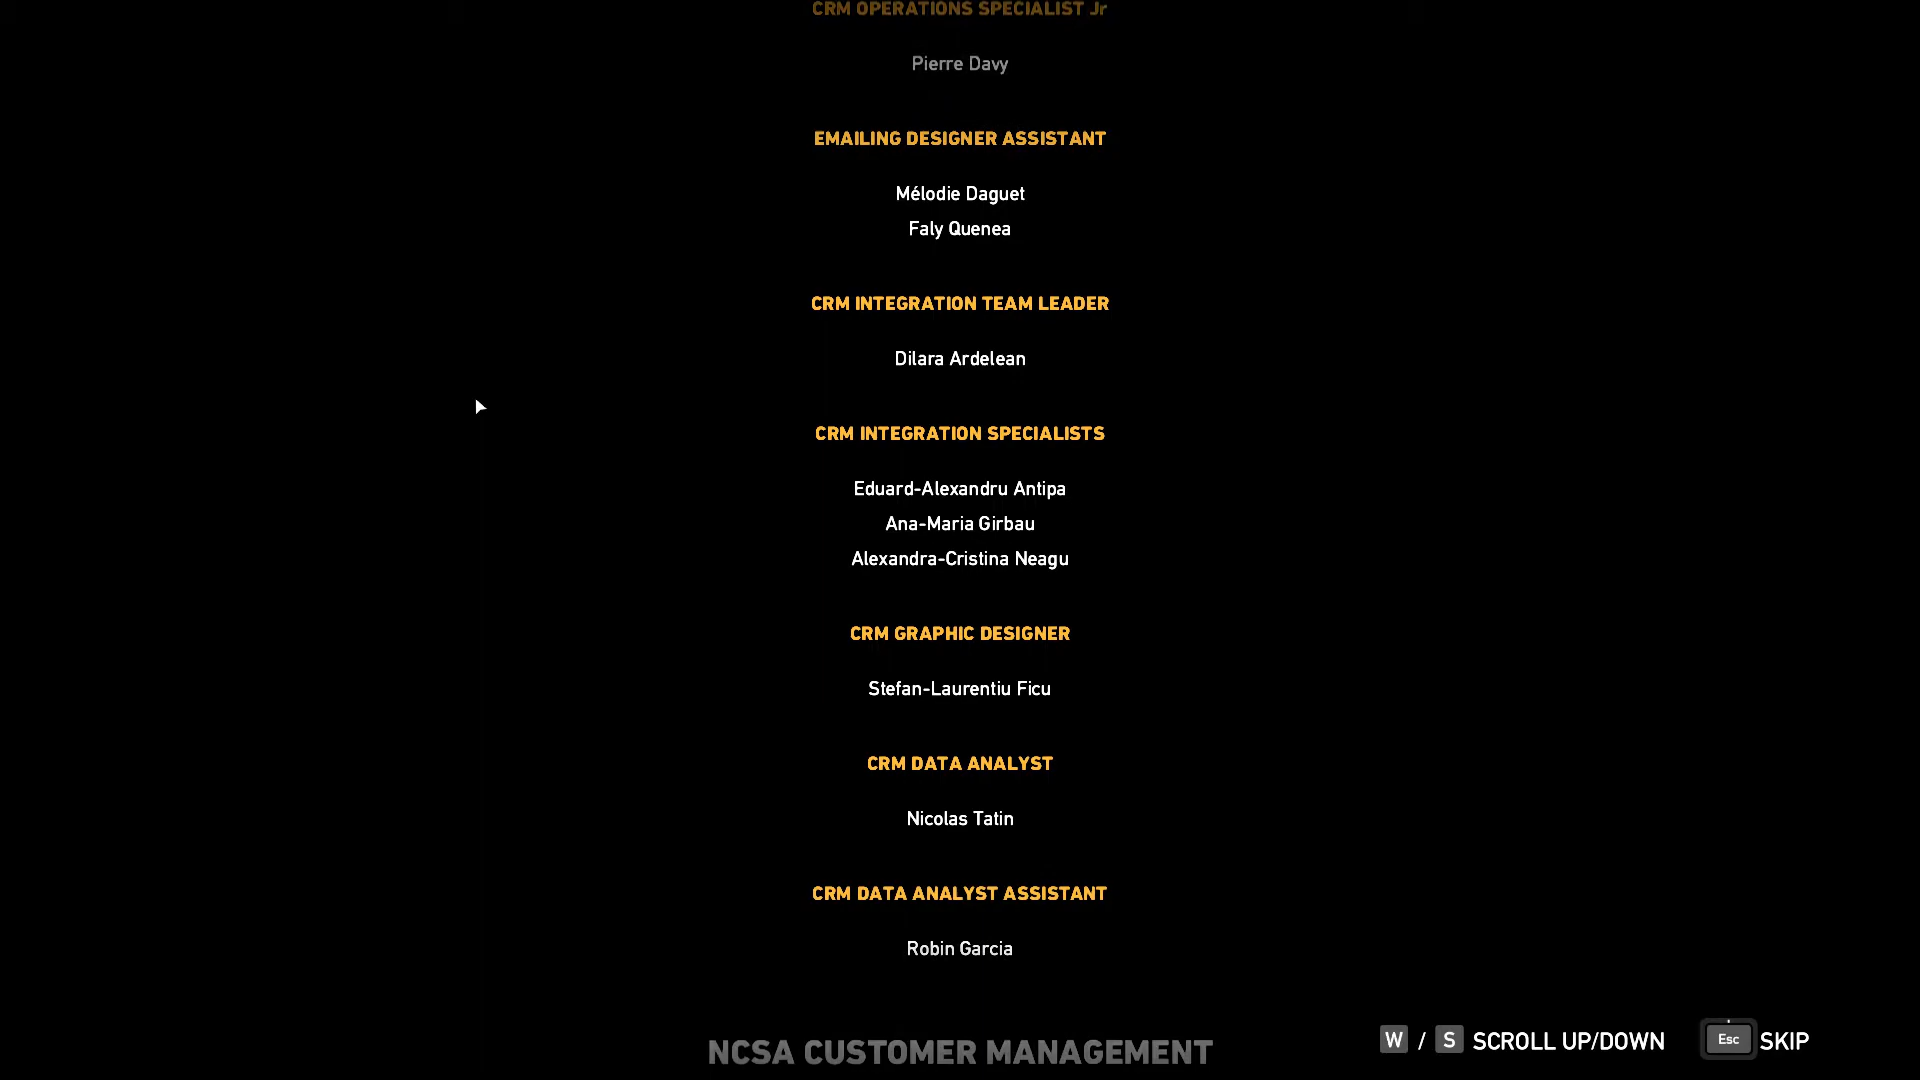 CRM OPERATIONS SPECIALIST Jr
Pierre Davy
EMAILING DESIGNER ASSISTANT
Mélodie Daguet
Faly Quenea
CRM INTEGRATION TEAM LEADER
Dilara Ardelean
CRM INTEGRATION SPECIALISTS
Eduard-Alexandru Antipa
Ana-Maria Girbau
Alexandra-Cristina Neagu
CRM GRAPHIC DESIGNER
Stefan-Laurentiu Ficu
CRM DATA ANALYST
Nicolas Tatin
CRM DATA ANALYST ASSISTANT
Robin Garcia
NCSA CUSTOMER MANAGEMENT
W / S SCROLL UP/DOWN Esc SKIP